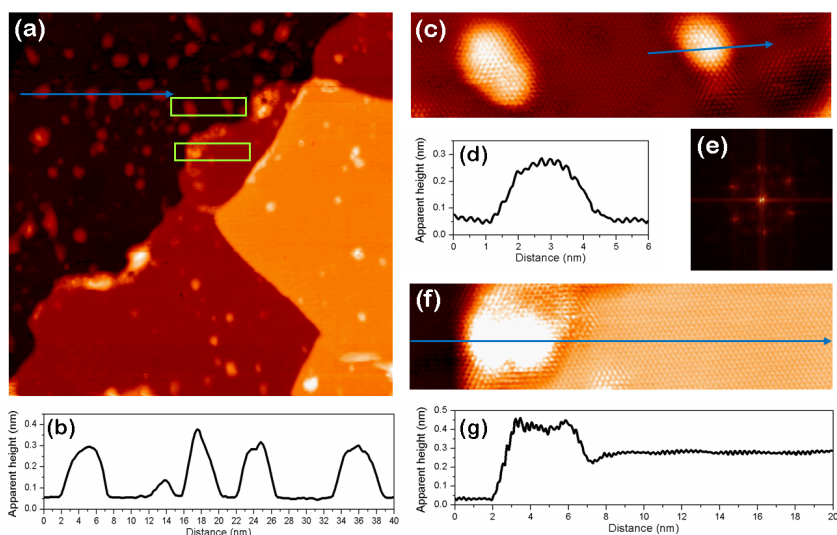 (a)
(b)
Apparent height (nm)
0.4
0.3
0.2
0.1
0.0
0 2 4 6 8 10 12 14 16 18 20 22 24 26 28 30 32 34 36 38 40
Distance (nm)
(c)
(d)
Apparent height (nm)
0.3
0.2
0.1
0.0
0 1 2 3 4 5 6
Distance (nm)
(e)
(f)
(g)
Apparent height (nm)
0.5
0.4
0.3
0.2
0.1
0.0
0 2 4 6 8 10 12 14 16 18 20
Distance (nm)